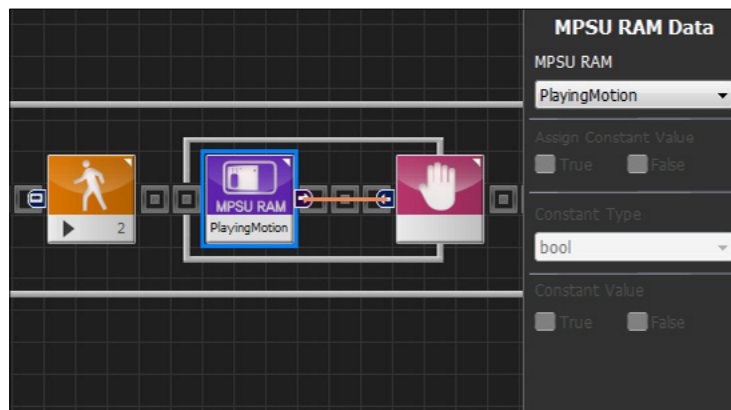 MPSU RAM Data
MPSU RAM
PlayingMotion
Assign Constant Value
True False
Constant Type
bool
Constant Value
True False
2
MPSU RAM
PlayingMotion